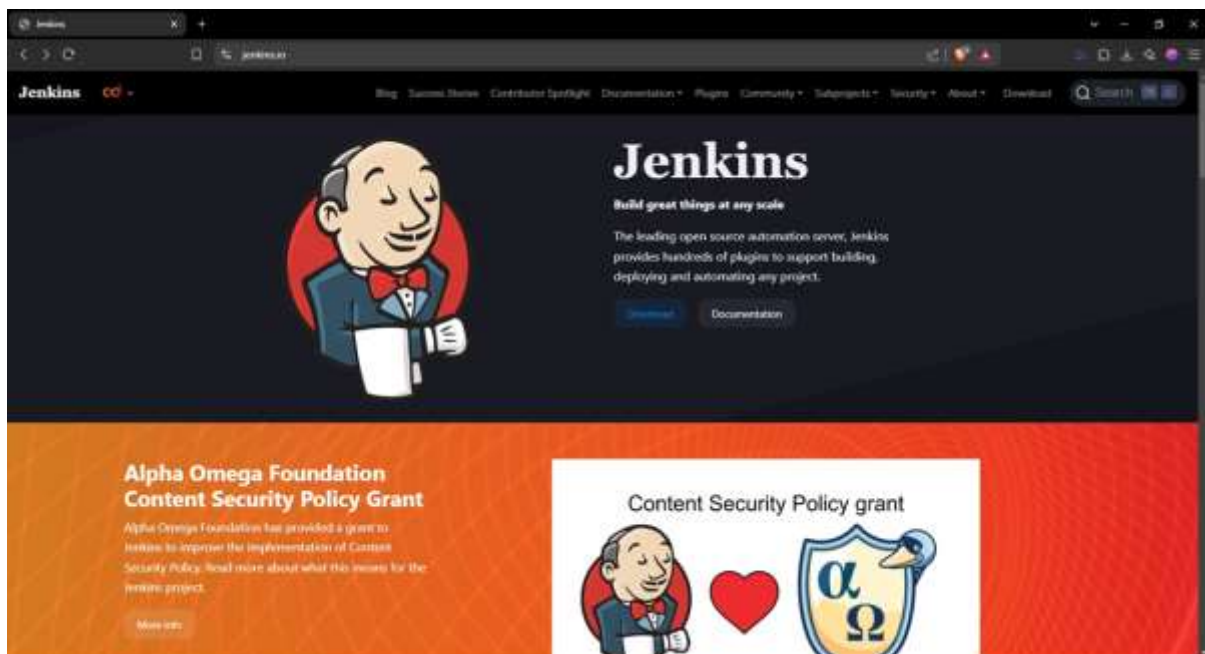 Jenkins
jenkins.io
Jenkins
Blog Success Stories Contributor Spotlight Documentation Plugins Community Subprojects Security About Download Search
Jenkins
Build great things at any scale
The leading open source automation server, Jenkins
provides hundreds of plugins to support building,
deploying and automating any project.
Download Documentation
Alpha Omega Foundation
Content Security Policy Grant
Alpha Omega Foundation has provided a grant to
Jenkins to improve the implementation of Content
Security Policy. Read more about what this means for the
Jenkins project.
More info
Content Security Policy grant
α
Ω